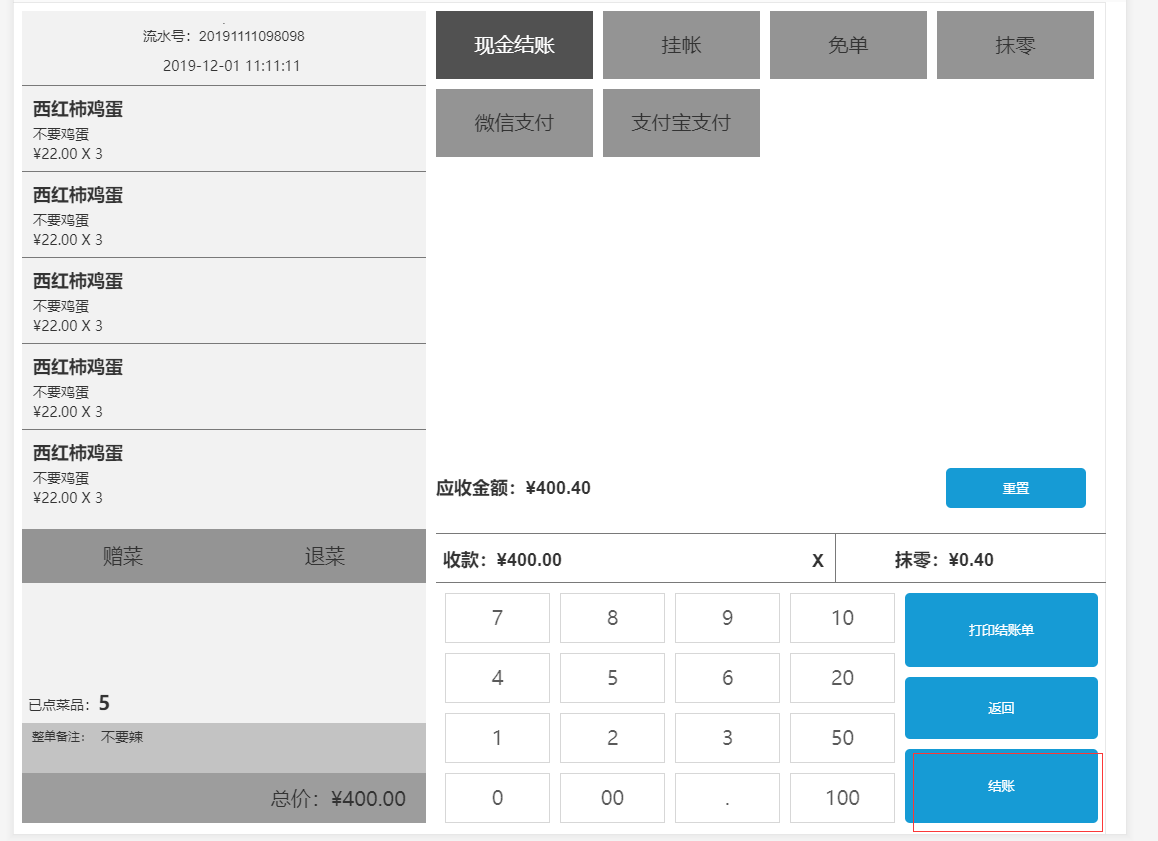 流水号：20191111098098
2019-12-01 11:11:11
西红柿鸡蛋
不要鸡蛋
¥22.00 X 3
西红柿鸡蛋
不要鸡蛋
¥22.00 X 3
西红柿鸡蛋
不要鸡蛋
¥22.00 X 3
西红柿鸡蛋
不要鸡蛋
¥22.00 X 3
西红柿鸡蛋
不要鸡蛋
¥22.00 X 3
赠菜 退菜
已点菜品：5
整单备注： 不要辣
总价：¥400.00
现金结账 挂帐 免单 抹零
微信支付 支付宝支付
应收金额：¥400.40 重置
收款：¥400.00 X 抹零：¥0.40
7 8 9 10 打印结账单
4 5 6 20 返回
1 2 3 50 结账
0 00 . 100